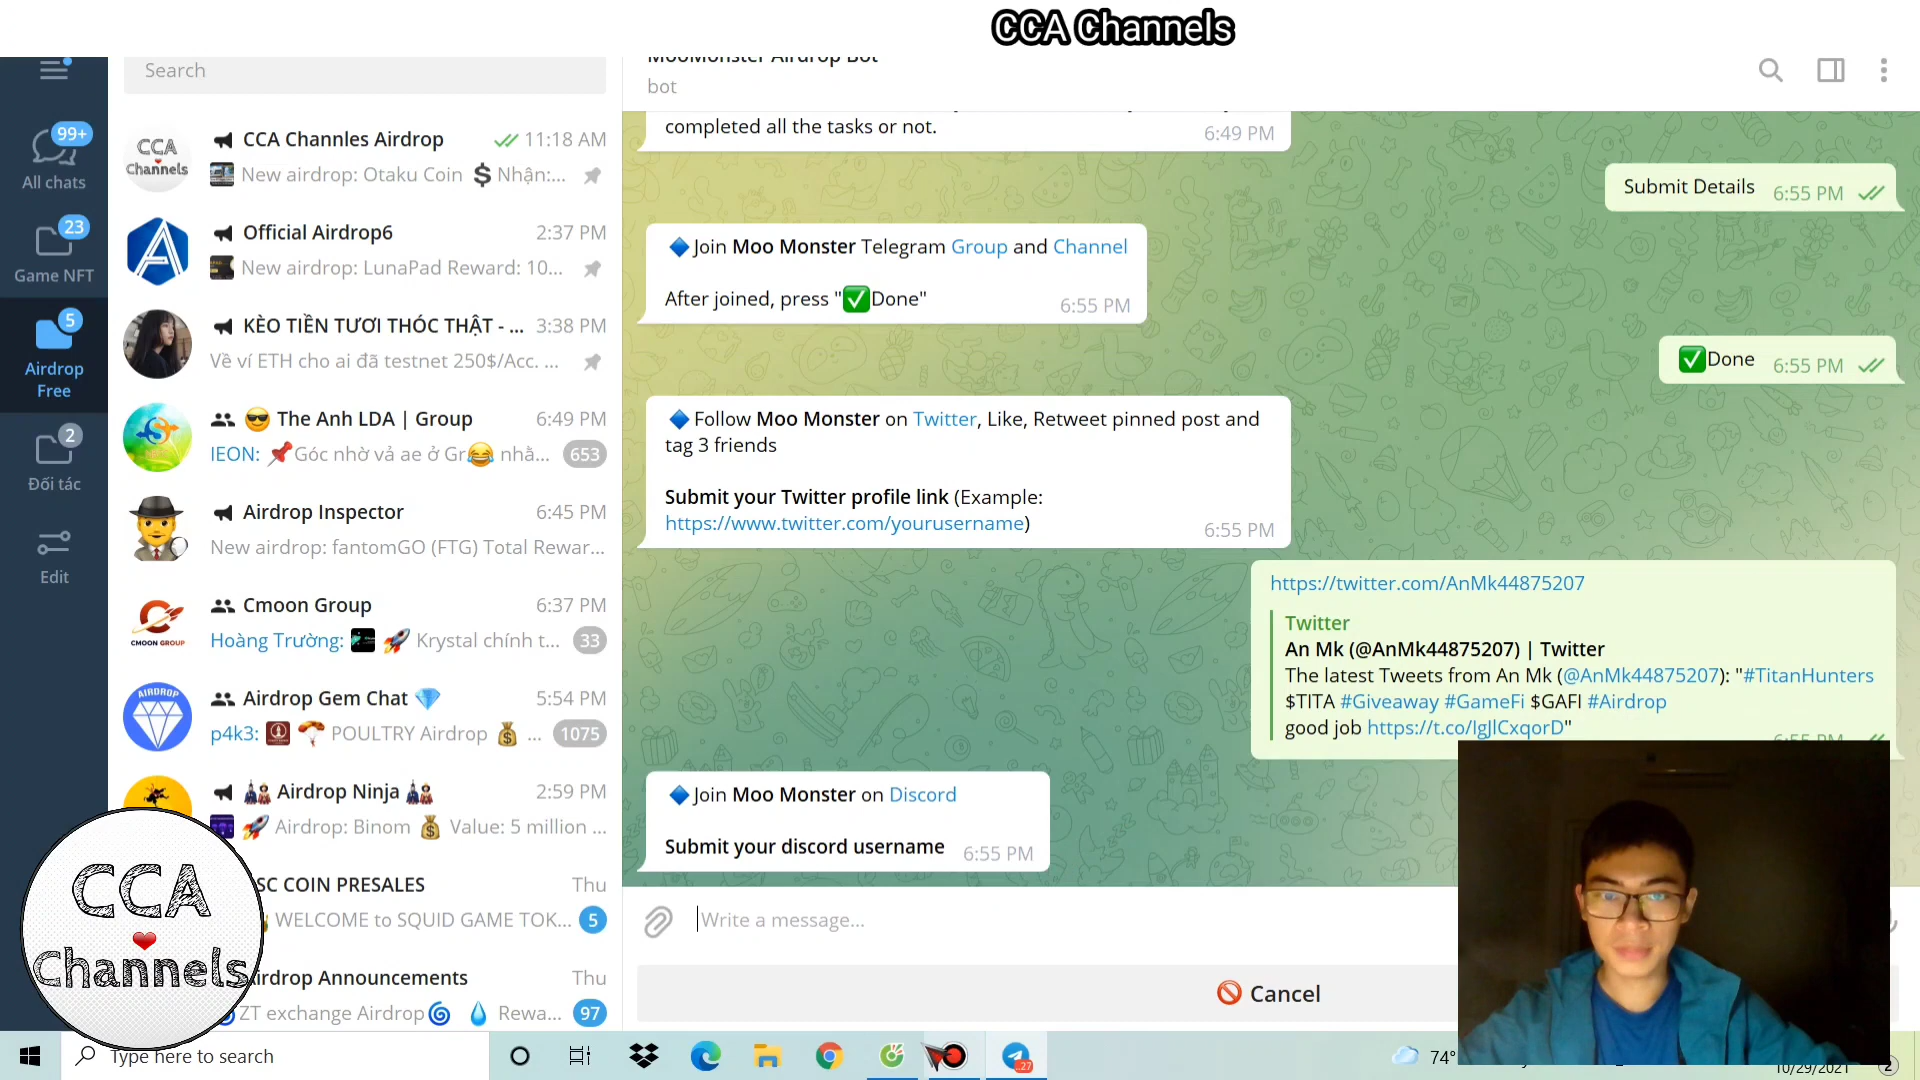 CCA Channels
Search
MooMonster Airdrop Bot
bot
99+
All chats
23
Game NFT
5
Airdrop
Free
2
Đối tác
Edit
CCA Channles Airdrop 11:18 AM
New airdrop: Otaku Coin 💲 Nhận:...
Official Airdrop6 2:37 PM
New airdrop: LunaPad Reward: 10...
KÈO TIỀN TƯƠI THÓC THẬT - ... 3:38 PM
Về ví ETH cho ai đã testnet 250$/Acc. ...
😎 The Anh LDA | Group 6:49 PM
IEON: 📌Góc nhờ vả ae ở Gr😂 nhằ... 653
Airdrop Inspector 6:45 PM
New airdrop: fantomGO (FTG) Total Rewar...
Cmoon Group 6:37 PM
Hoàng Trường: 🚀 Krystal chính t... 33
CMOON GROUP
Airdrop Gem Chat 💎 5:54 PM
p4k3: 🪂 POULTRY Airdrop 💰 ... 1075
AIRDROP
🎎 Airdrop Ninja 🎎 2:59 PM
🚀 Airdrop: Binom 💰 Value: 5 million ...
SC COIN PRESALES Thu
WELCOME to SQUID GAME TOK... 5
irdrop Announcements Thu
ZT exchange Airdrop🌀 💧 Rewa... 97
CCA
Channels
CCA
Channels
completed all the tasks or not. 6:49 PM
Submit Details 6:55 PM
🔷Join Moo Monster Telegram Group and Channel
After joined, press "✅Done" 6:55 PM
✅Done 6:55 PM
🔷Follow Moo Monster on Twitter, Like, Retweet pinned post and
tag 3 friends
Submit your Twitter profile link (Example:
https://www.twitter.com/yourusername) 6:55 PM
https://twitter.com/AnMk44875207
Twitter
An Mk (@AnMk44875207) | Twitter
The latest Tweets from An Mk (@AnMk44875207): "#TitanHunters
$TITA #Giveaway #GameFi $GAFI #Airdrop
good job https://t.co/IgJlCxqorD"
6:55 PM
🔷Join Moo Monster on Discord
Submit your discord username 6:55 PM
Write a message...
🚫 Cancel
Type here to search
..27
74°
10/29/2021
2